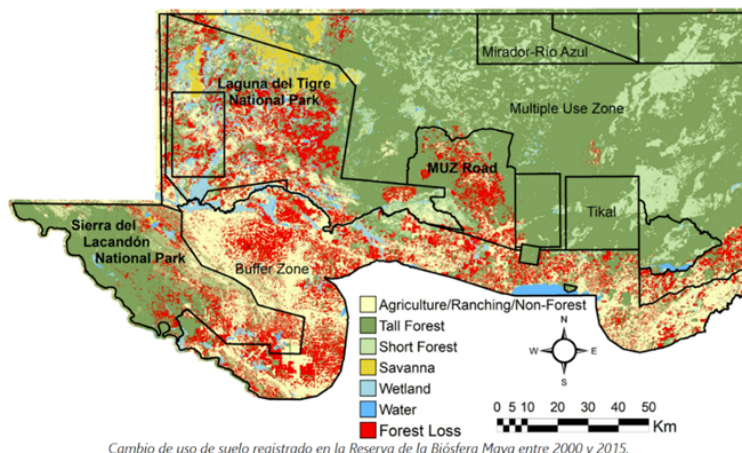 Mirador-Río Azul
Laguna del Tigre
National Park
Multiple Use Zone
MUZ Road
Tikal
Sierra del
Lacandón
National Park
Buffer Zone
Agriculture/Ranching/Non-Forest
Tall Forest
Short Forest
Savanna
Wetland
Water
Forest Loss
N
W
E
S
0 5 10 20 30 40 50
Km
Cambio de uso de suelo registrado en la Reserva de la Biósfera Maya entre 2000 y 2015.